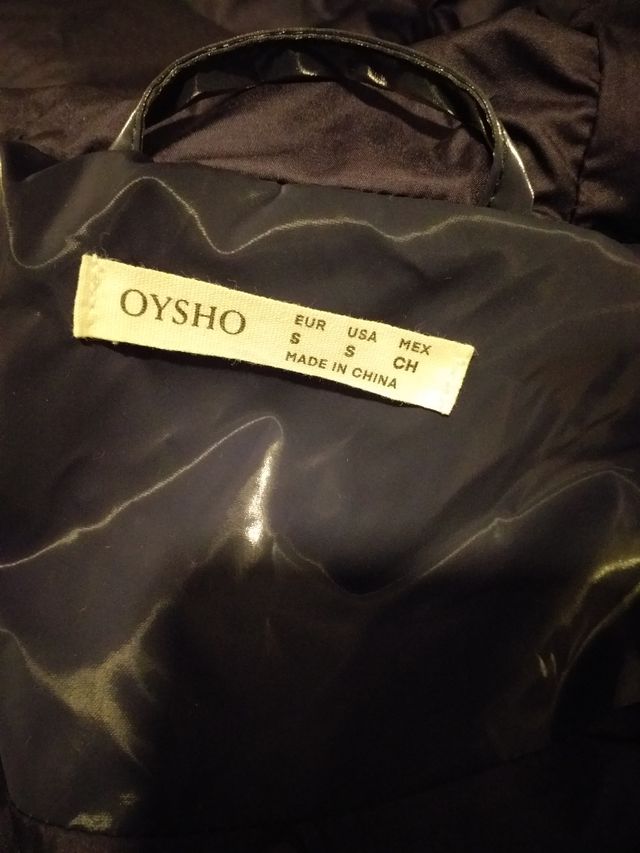 OYSHO
EUR USA MEX
S S CH
MADE IN CHINA